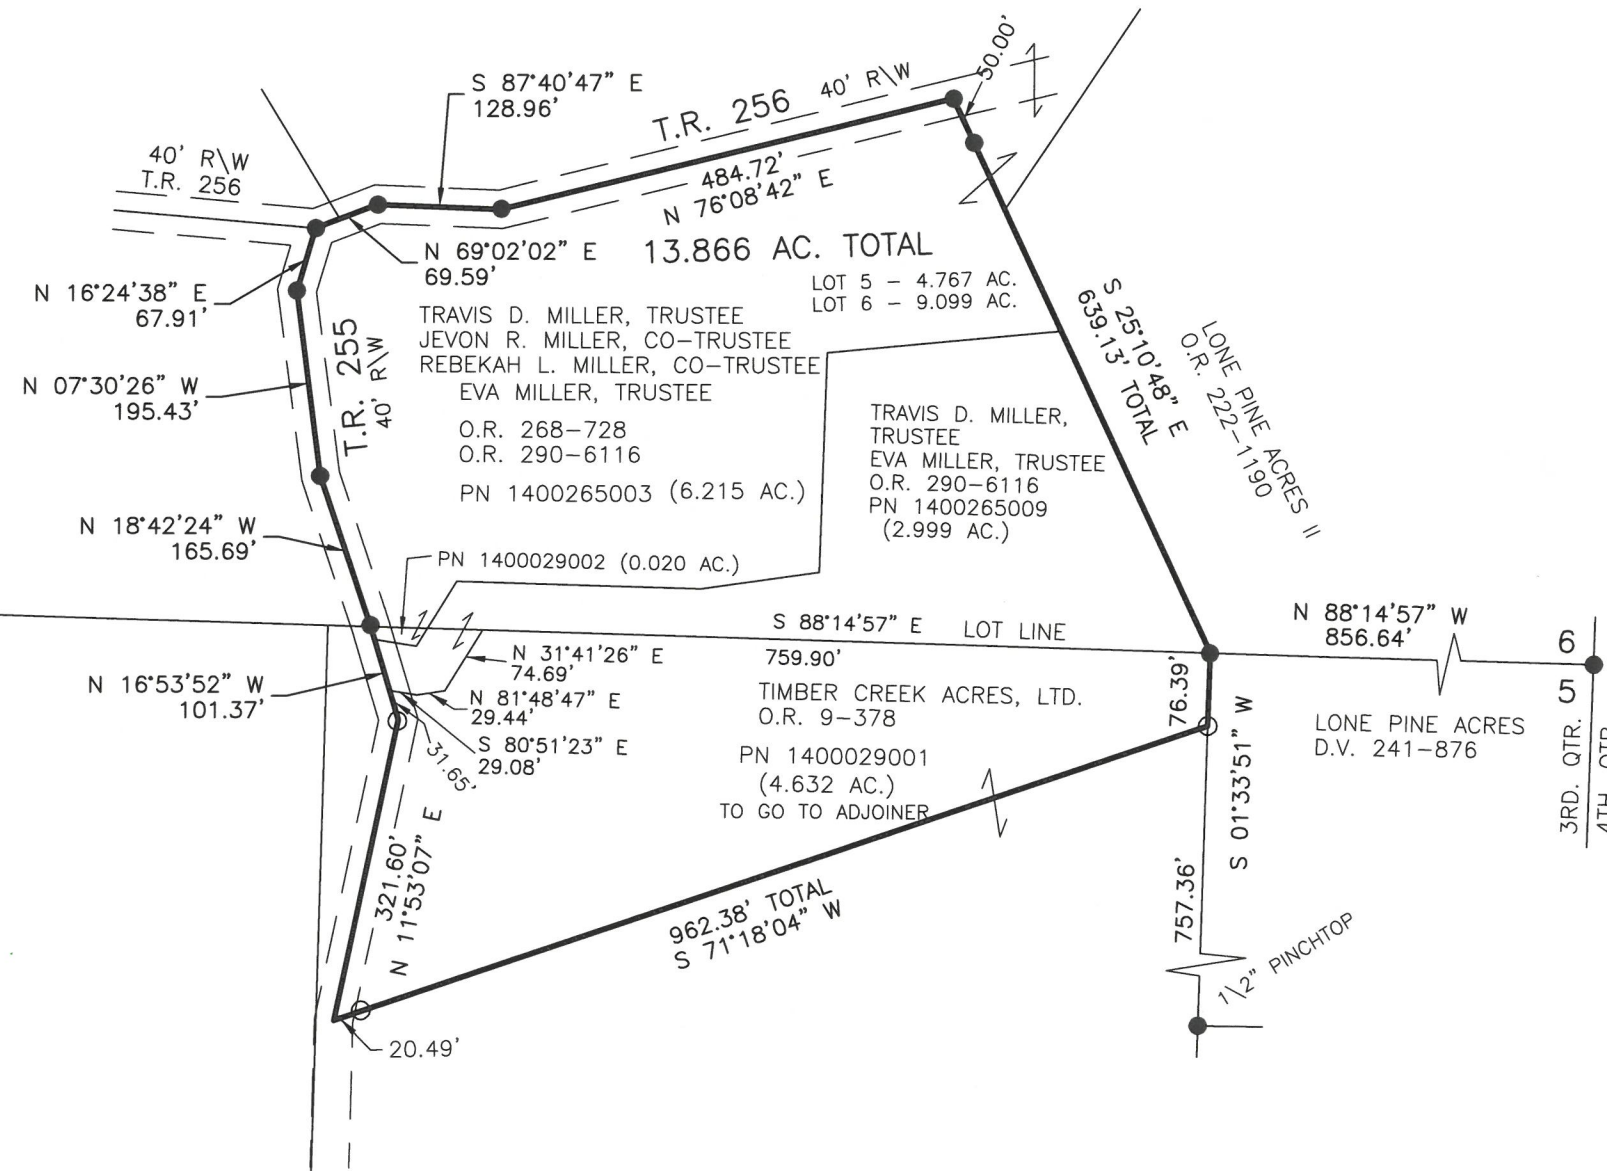 50.00'
S 87°40'47" E
128.96'
T.R. 256 40' R\W
40' R\W
T.R. 256
484.72'
N 76°08'42" E
N 69°02'02" E
69.59'
13.866 AC. TOTAL
LOT 5 - 4.767 AC.
LOT 6 - 9.099 AC.
N 16°24'38" E
67.91'
T.R. 255
40' R\W
TRAVIS D. MILLER, TRUSTEE
JEVON R. MILLER, CO-TRUSTEE
REBEKAH L. MILLER, CO-TRUSTEE
EVA MILLER, TRUSTEE
O.R. 268-728
O.R. 290-6116
PN 1400265003 (6.215 AC.)
S 25°10'48" E
639.13' TOTAL
LONE PINE ACRES II
O.R. 222-1190
N 07°30'26" W
195.43'
TRAVIS D. MILLER,
TRUSTEE
EVA MILLER, TRUSTEE
O.R. 290-6116
PN 1400265009
(2.999 AC.)
N 18°42'24" W
165.69'
PN 1400029002 (0.020 AC.)
S 88°14'57" E LOT LINE
759.90'
N 88°14'57" W
856.64'
6
5
3RD. QTR.
4TH. QTR.
N 16°53'52" W
101.37'
N 31°41'26" E
74.69'
N 81°48'47" E
29.44'
S 80°51'23" E
29.08'
31.65'
TIMBER CREEK ACRES, LTD.
O.R. 9-378
PN 1400029001
(4.632 AC.)
TO GO TO ADJOINER
76.39'
S 01°33'51" W
757.36'
LONE PINE ACRES
D.V. 241-876
321.60'
N 11°53'07" E
962.38' TOTAL
S 71°18'04" W
1\2" PINCHTOP
20.49'